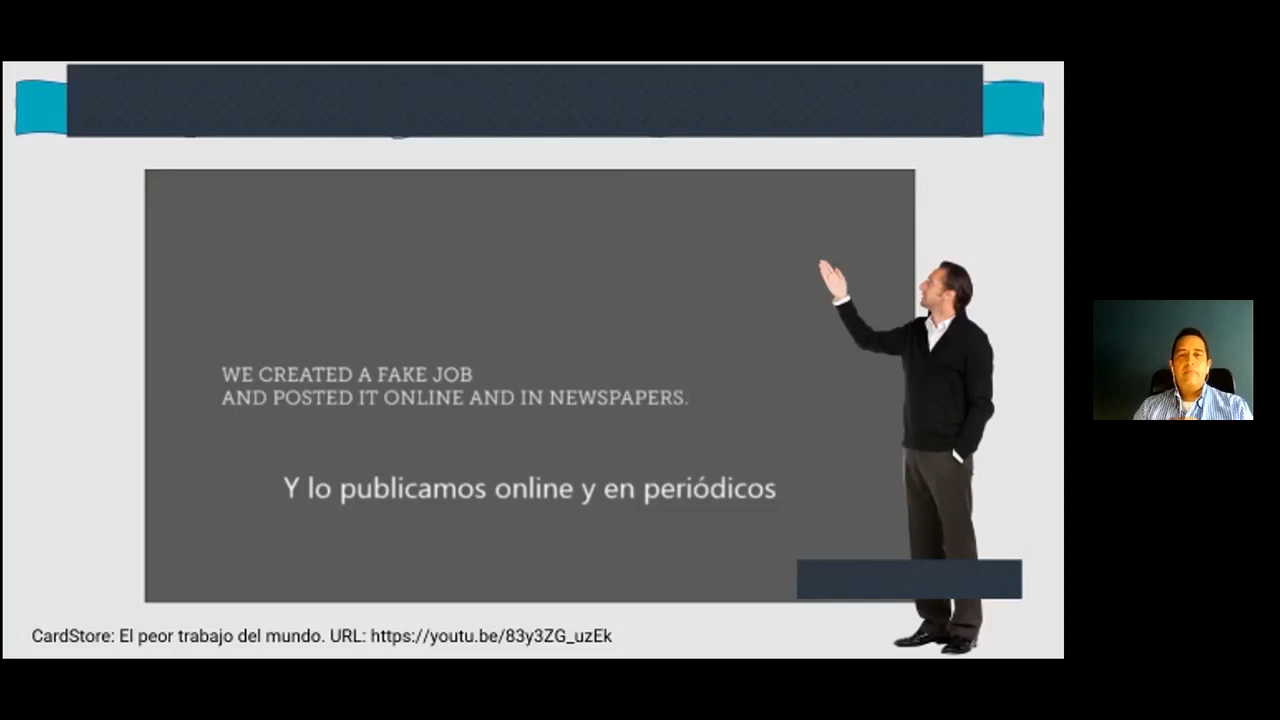 WE CREATED A FAKE JOB
AND POSTED IT ONLINE AND IN NEWSPAPERS.
Y lo publicamos online y en periódicos
CardStore: El peor trabajo del mundo. URL: https://youtu.be/83y3ZG_uzEk